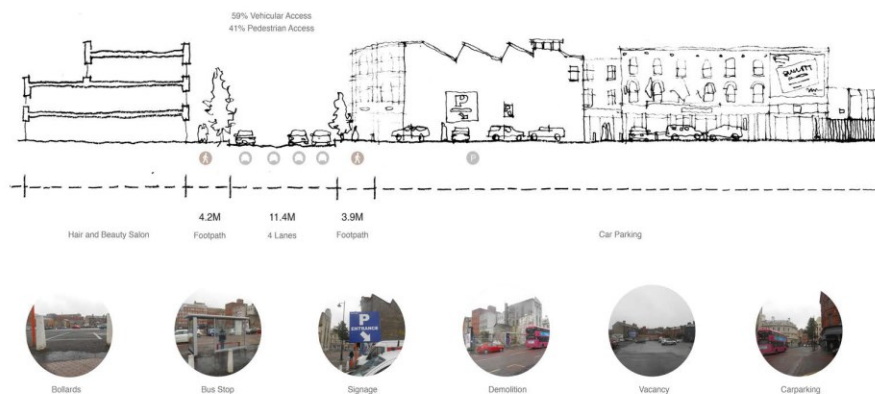 59% Vehicular Access
41% Pedestrian Access
P
P
4.2M
11.4M
3.9M
Hair and Beauty Salon
Footpath
4 Lanes
Footpath
Car Parking
P
ENTRANCE
Bollards
Bus Stop
Signage
Demolition
Vacancy
Carparking